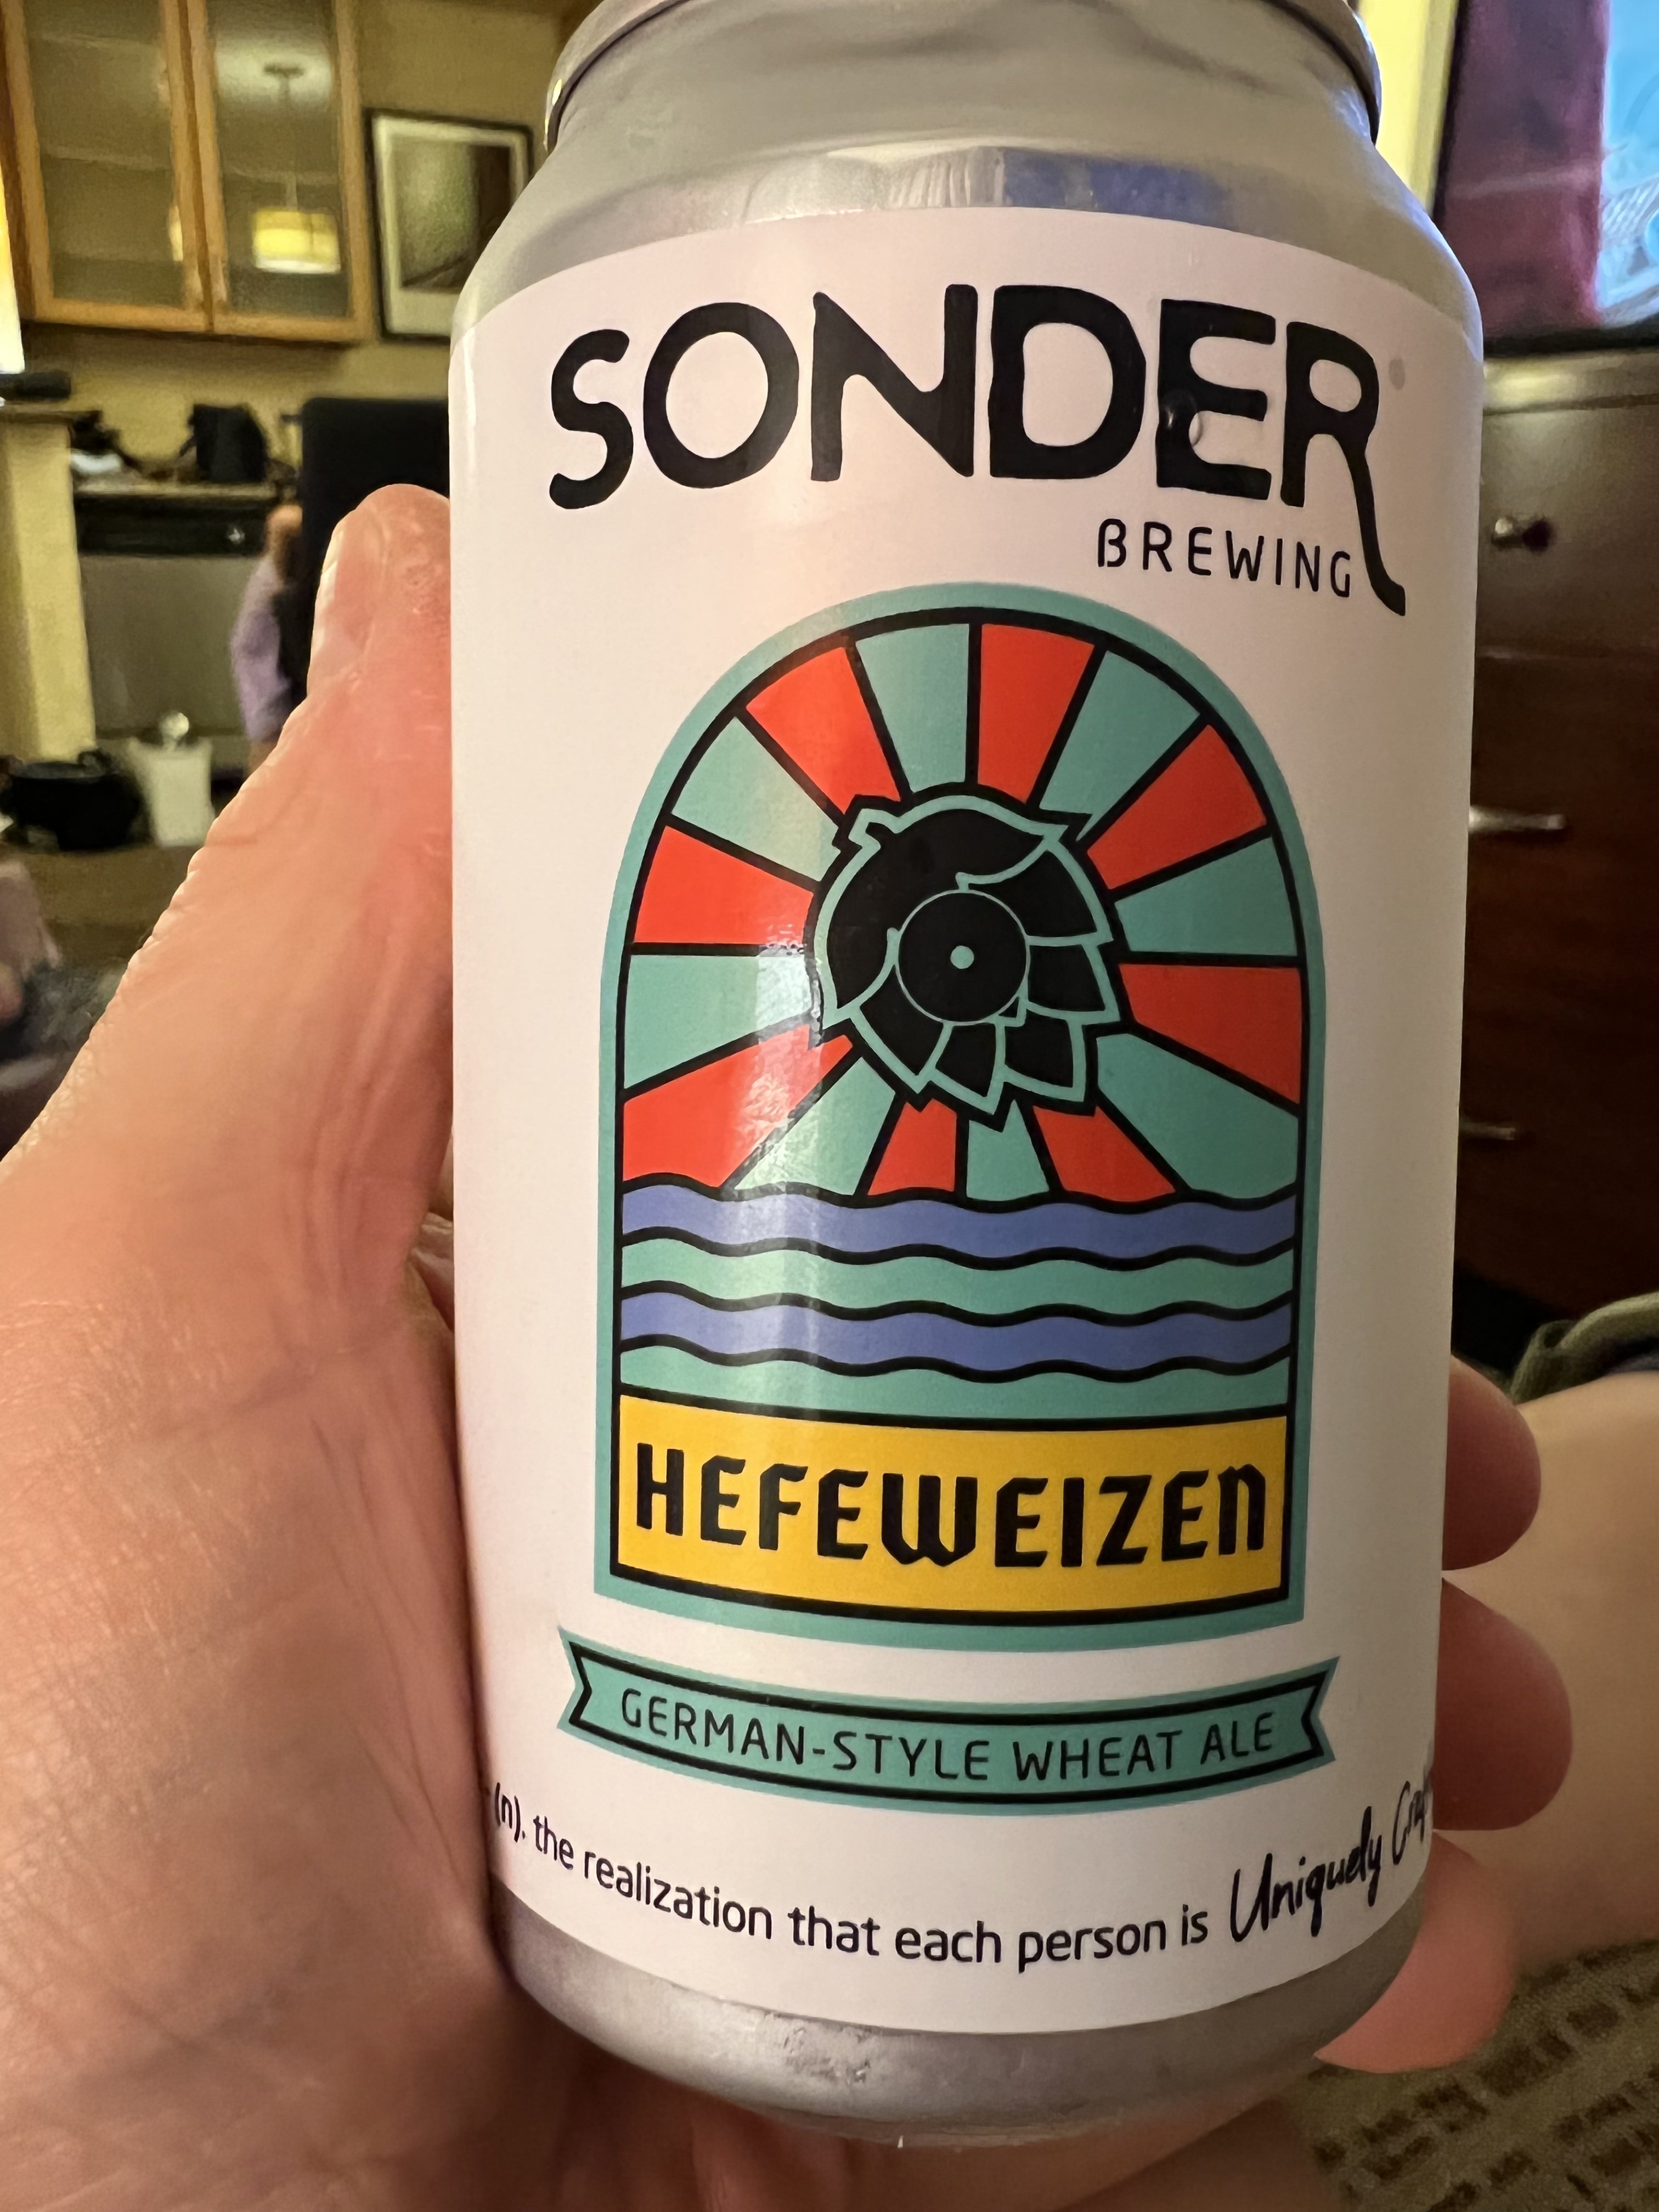 SONDER
BREWING
HEFEWEIZEN
GERMAN-STYLE WHEAT ALE
(n). the realization that each person is Uniquely